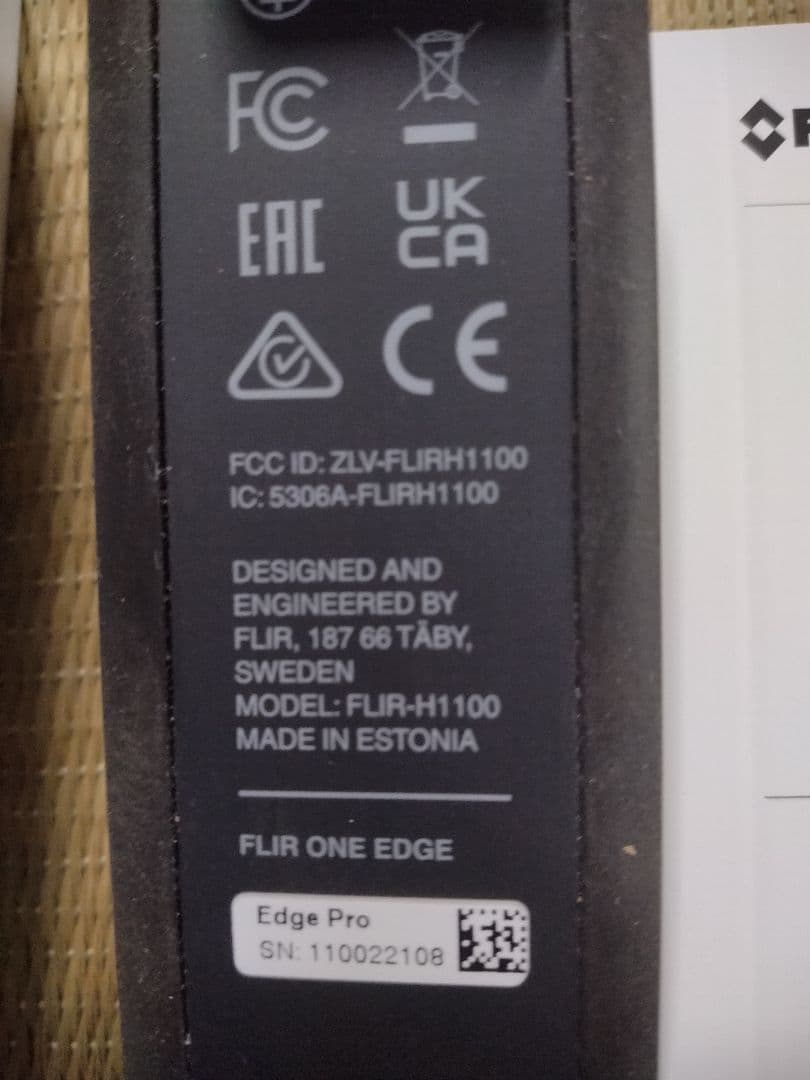 FC
EAC
UK
CA
CE
FCC ID: ZLV-FLIRH1100
IC: 5306A-FLIRH1100
DESIGNED AND
ENGINEERED BY
FLIR, 187 66 TÄBY,
SWEDEN
MODEL: FLIR-H1100
MADE IN ESTONIA
FLIR ONE EDGE
Edge Pro
SN: 110022108